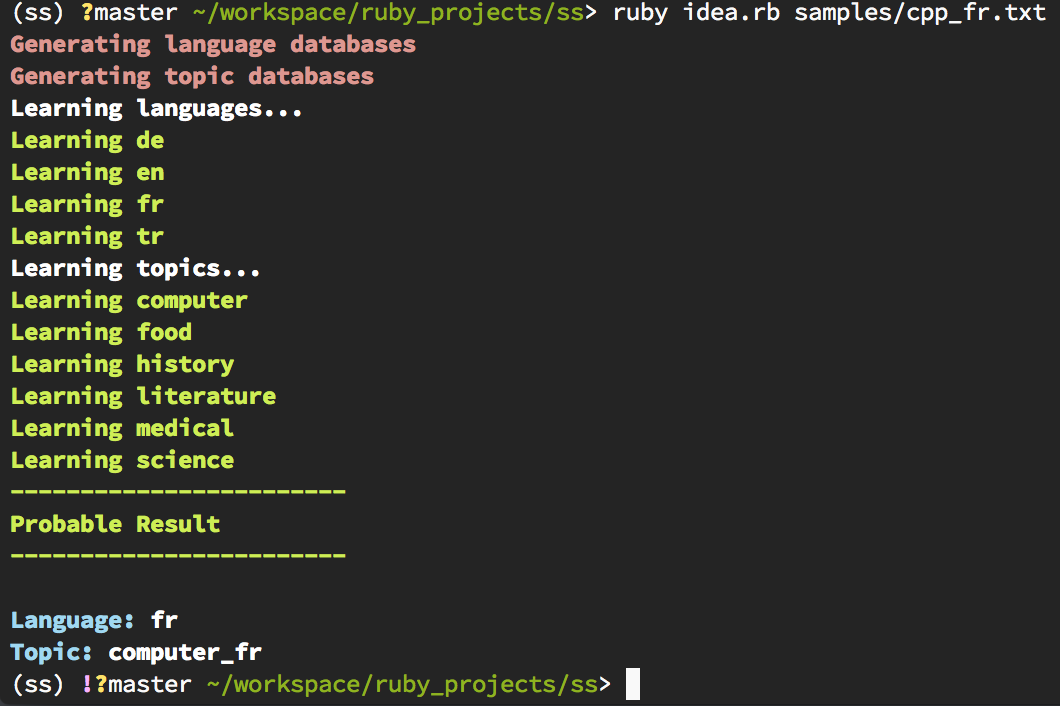 (ss) ?master ~/workspace/ruby_projects/ss> ruby idea.rb samples/cpp_fr.txt
Generating language databases
Generating topic databases
Learning languages...
Learning de
Learning en
Learning fr
Learning tr
Learning topics...
Learning computer
Learning food
Learning history
Learning literature
Learning medical
Learning science
------------------------
Probable Result
------------------------
Language: fr
Topic: computer_fr
(ss) !?master ~/workspace/ruby_projects/ss>